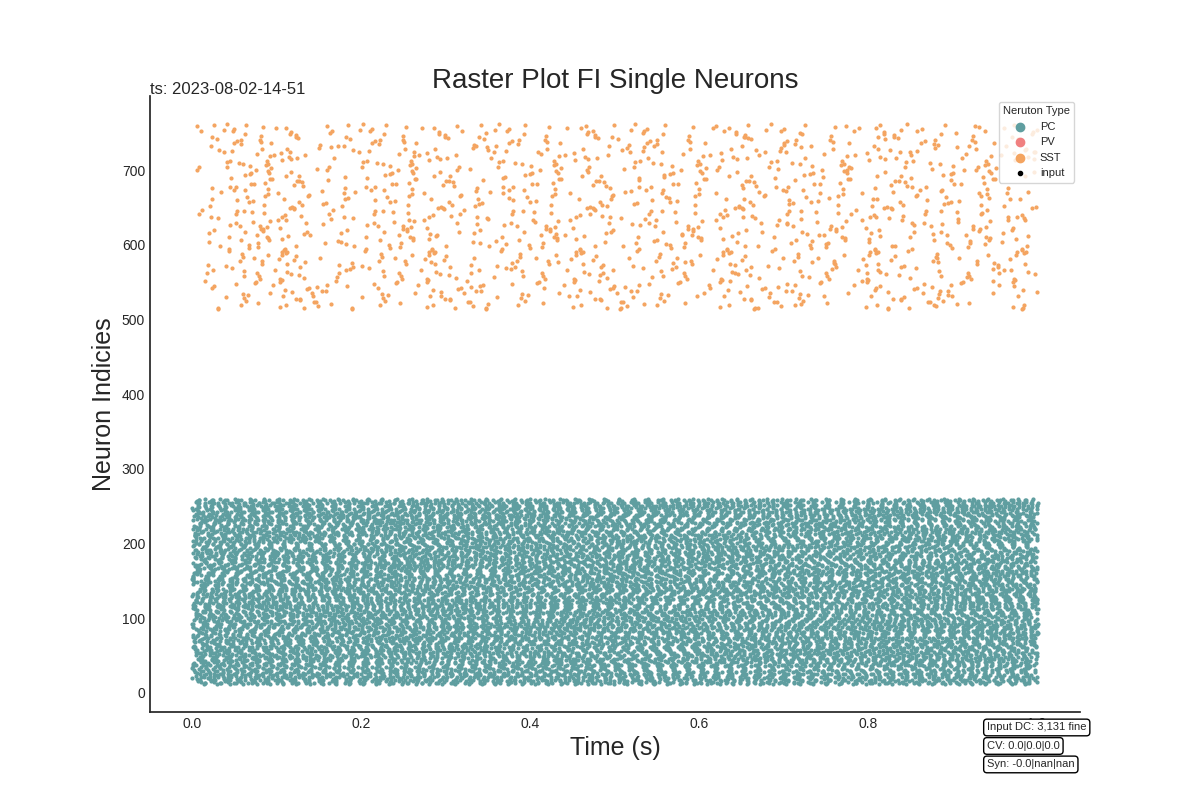 Raster Plot FI Single Neurons
ts: 2023-08-02-14-51
Neruton Type
PC
PV
SST
input
Neuron Indicies
700
600
500
400
300
200
100
0
0.0 0.2 0.4 0.6 0.8
Time (s)
Input DC: 3,131 fine
CV: 0.0|0.0|0.0
Syn: -0.0|nan|nan